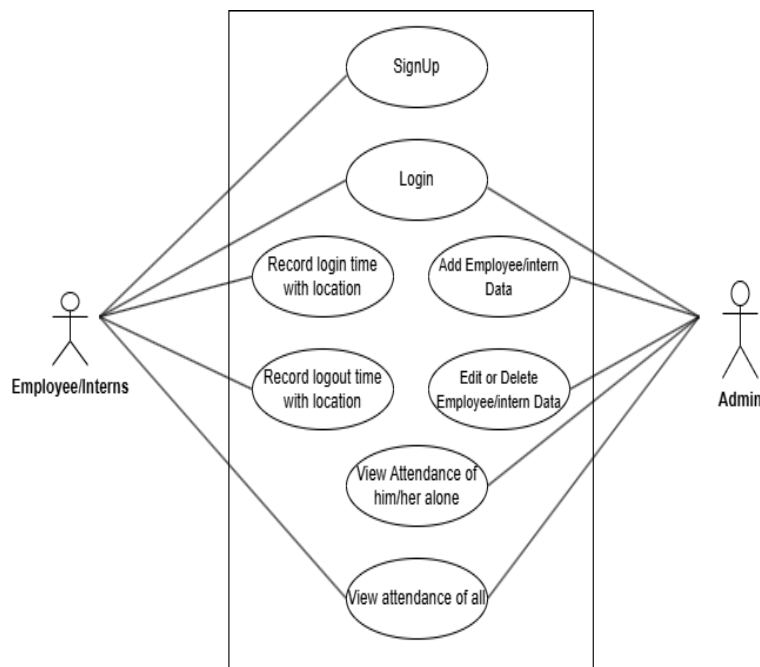 SignUp
Login
Record login time
with location
Add Employee/intern
Data
Employee/Interns
Record logout time
with location
Edit or Delete
Employee/intern Data
Admin
View Attendance of
him/her alone
View attendance of all